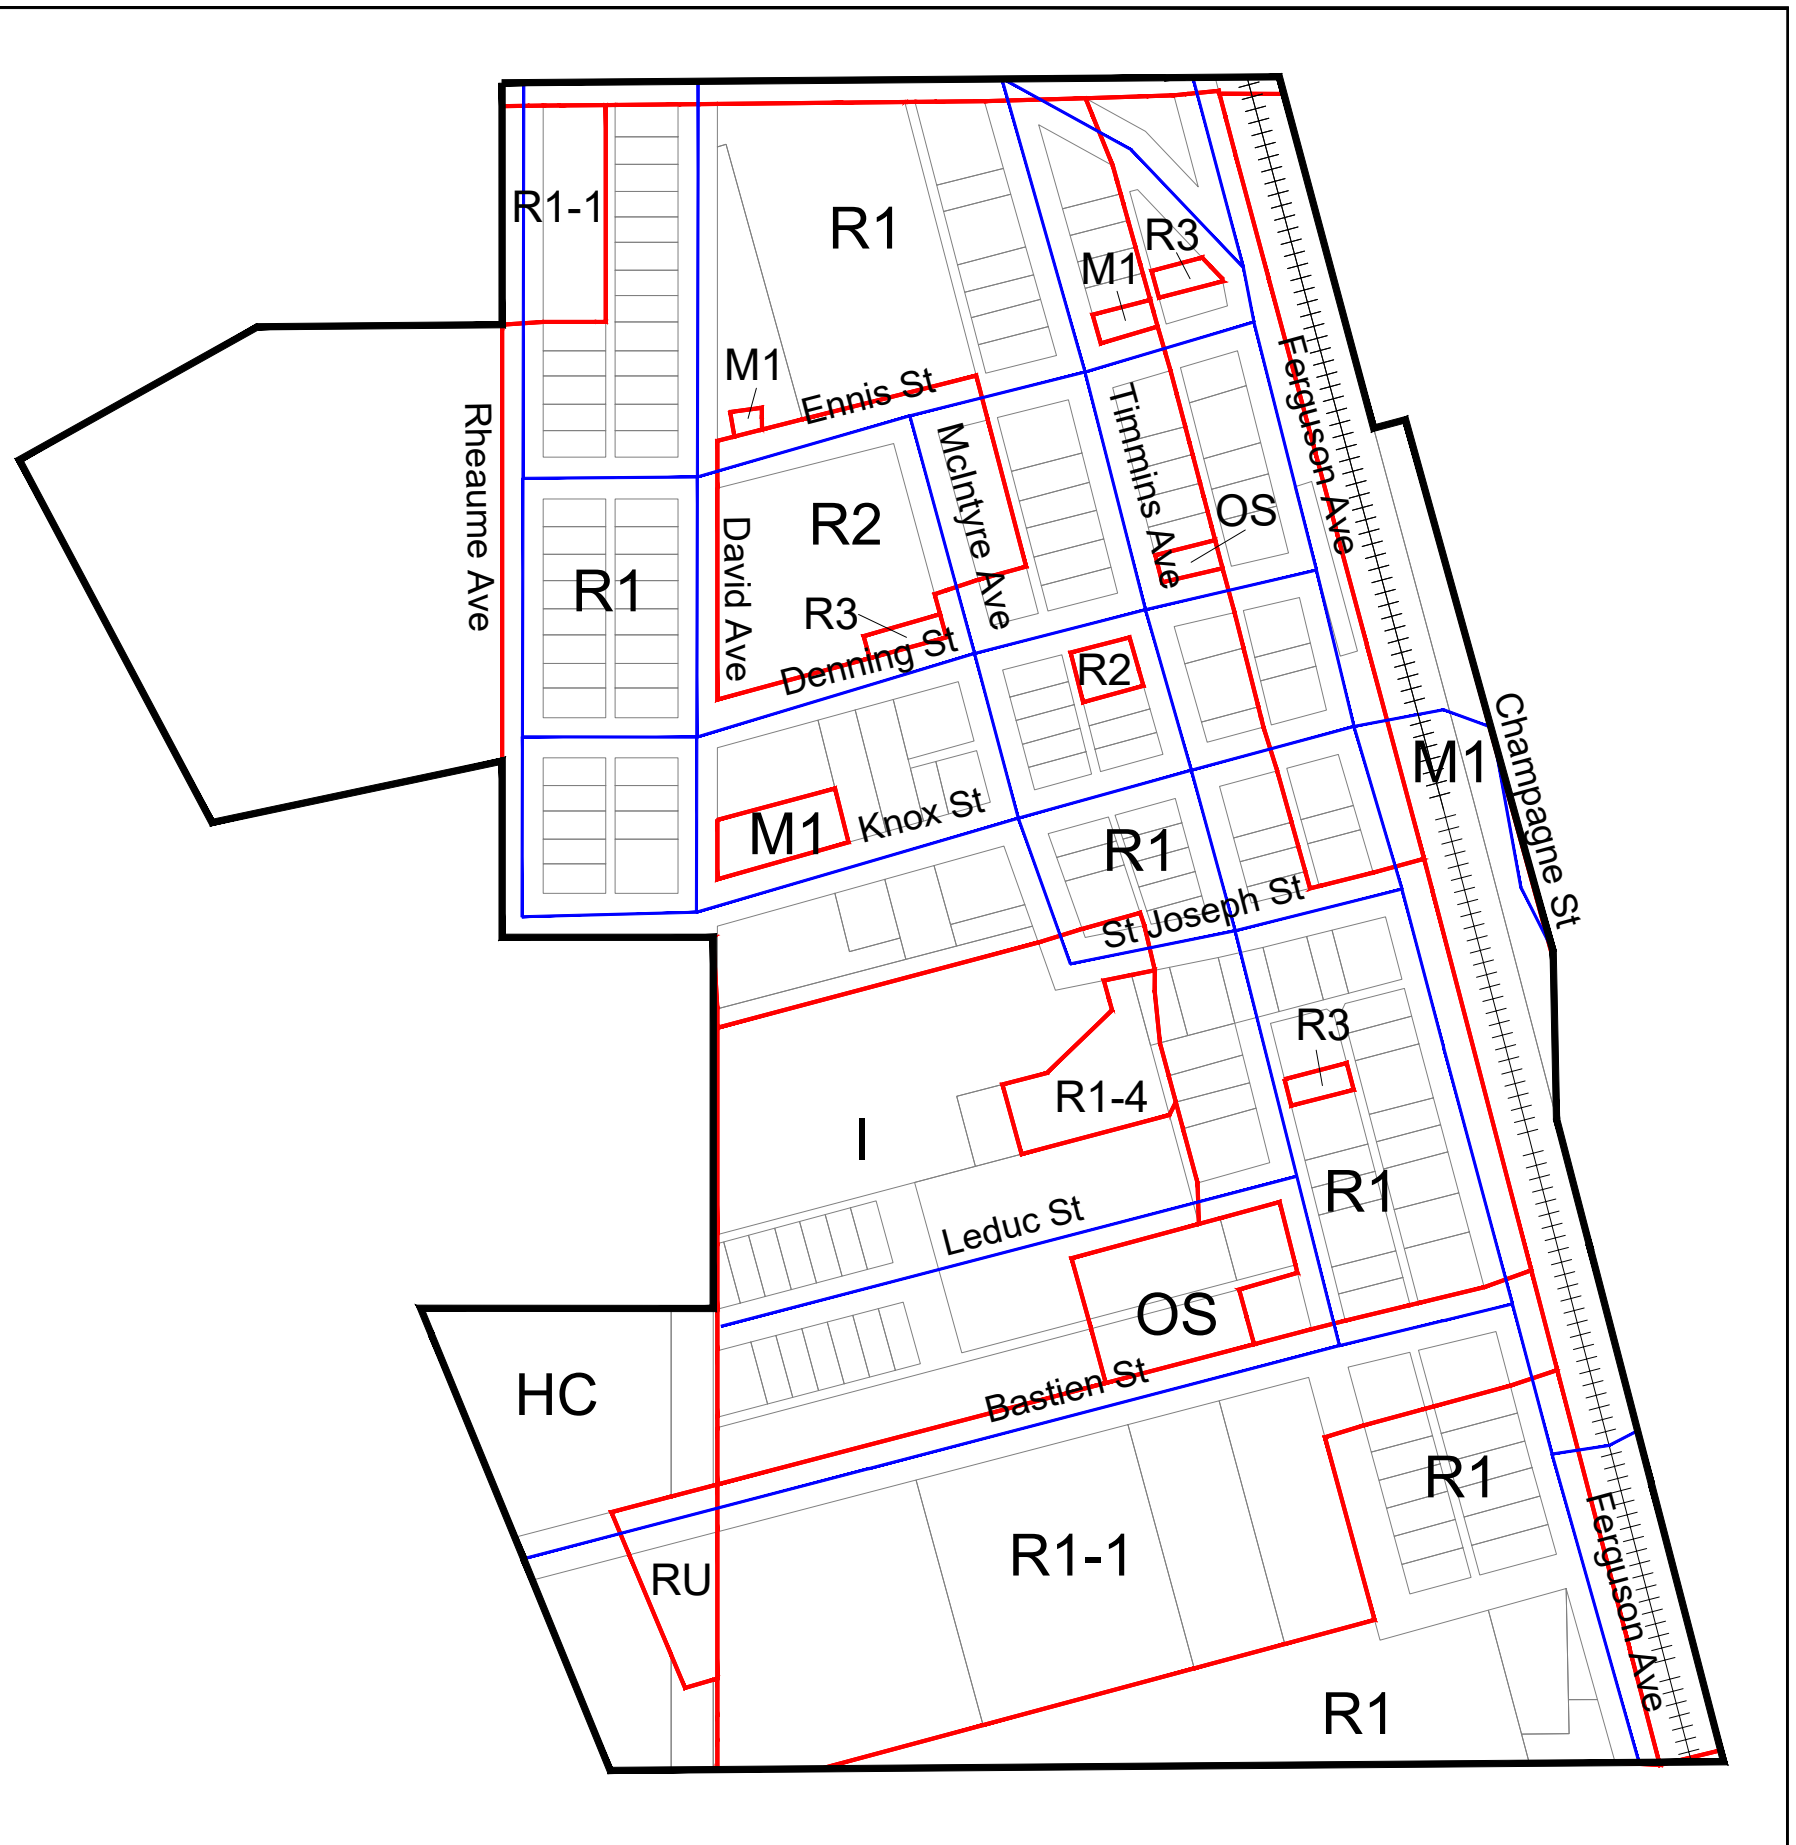 R1-1
R1
R3
M1
M1
Ennis St
Ferguson Ave
Timmins Ave
McIntyre Ave
Rheaume Ave
R2
OS
David Ave
R1
R3
Denning St
R2
Champagne St
M1
M1
Knox St
R1
St Joseph St
R3
R1-4
I
R1
Leduc St
OS
HC
Bastien St
R1
Ferguson Ave
R1-1
RU
R1